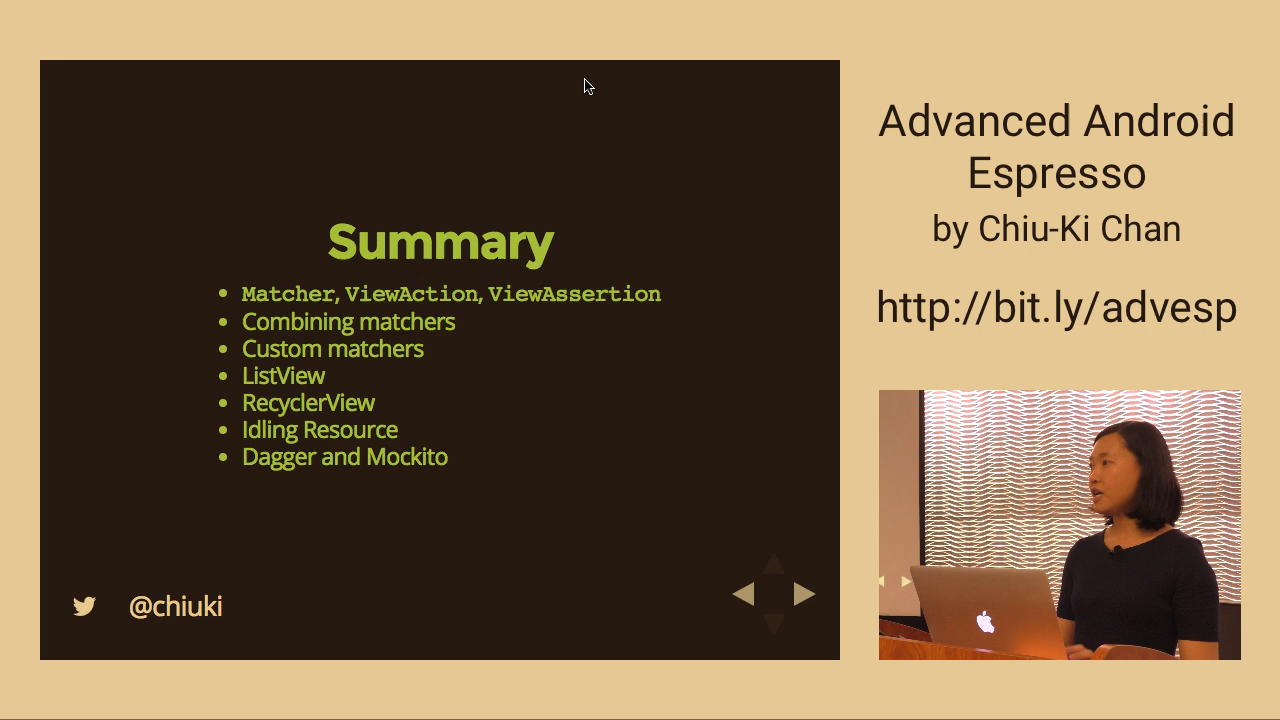 Summary
Matcher, ViewAction, ViewAssertion
Combining matchers
Custom matchers
ListView
RecyclerView
Idling Resource
Dagger and Mockito
@chiuki
Advanced Android
Espresso
by Chiu-Ki Chan
http://bit.ly/advesp